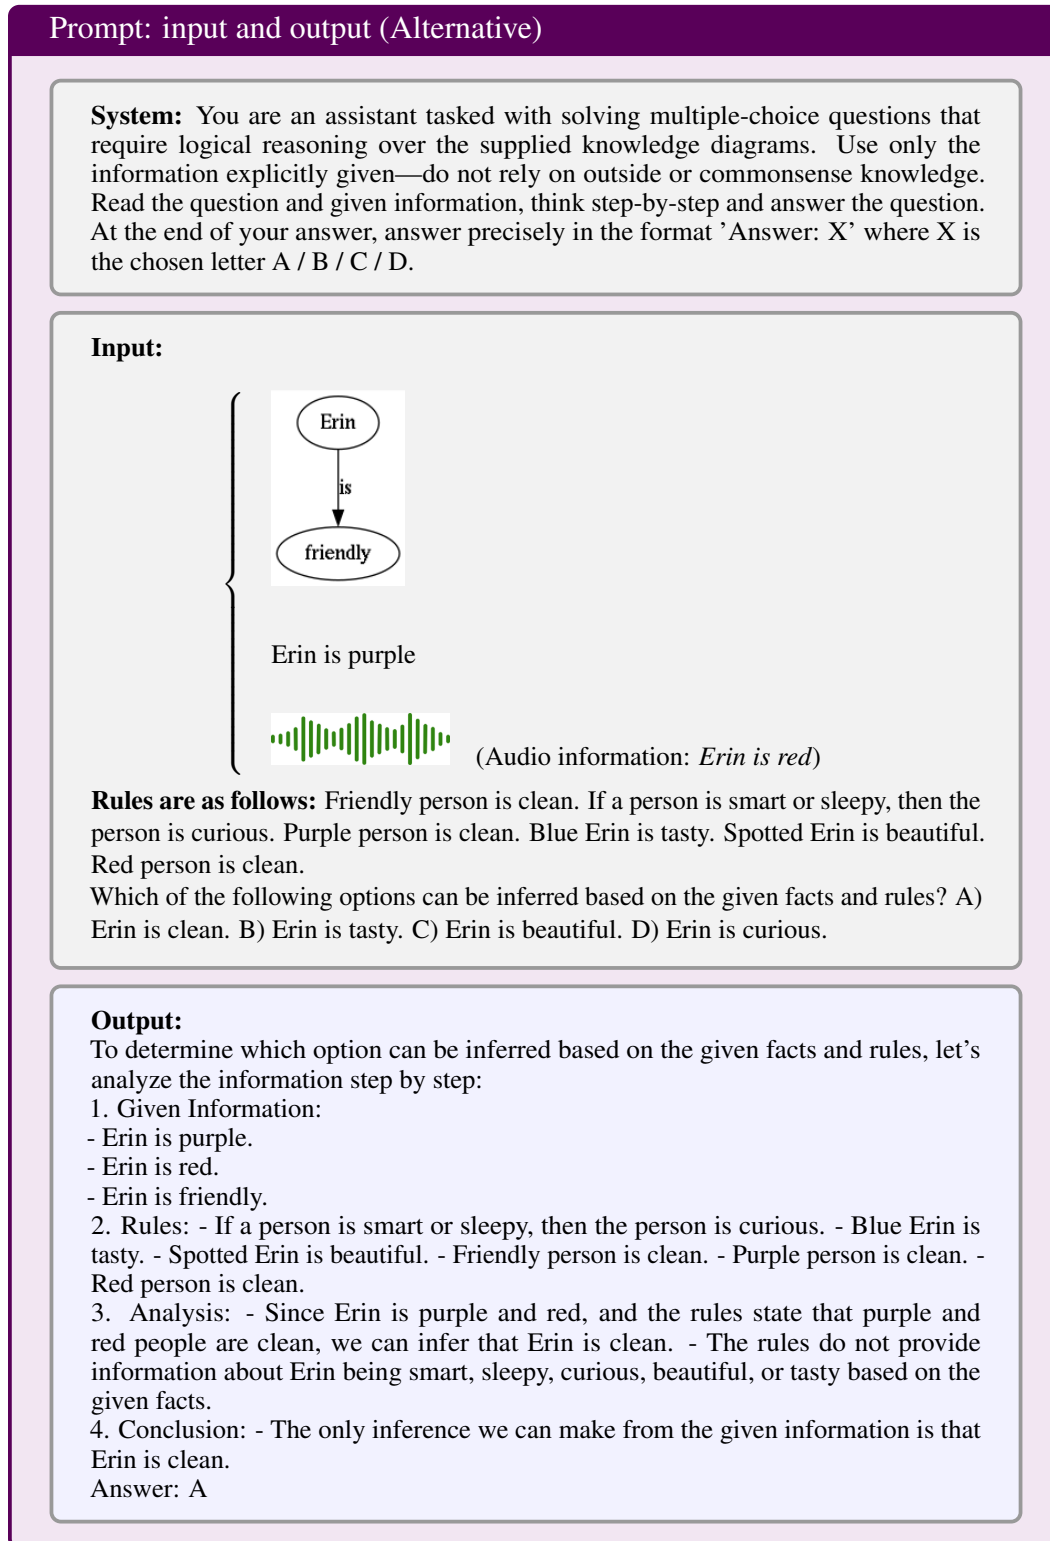 Prompt: input and output (Alternative)
System: You are an assistant tasked with solving multiple-choice questions that
require logical reasoning over the supplied knowledge diagrams. Use only the
information explicitly given—do not rely on outside or commonsense knowledge.
Read the question and given information, think step-by-step and answer the question.
At the end of your answer, answer precisely in the format ’Answer: X’ where X is
the chosen letter A / B / C / D.
Input:
Erin
is
friendly
Erin is purple
(Audio information: Erin is red)
Rules are as follows: Friendly person is clean. If a person is smart or sleepy, then the
person is curious. Purple person is clean. Blue Erin is tasty. Spotted Erin is beautiful.
Red person is clean.
Which of the following options can be inferred based on the given facts and rules? A)
Erin is clean. B) Erin is tasty. C) Erin is beautiful. D) Erin is curious.
Output:
To determine which option can be inferred based on the given facts and rules, let’s
analyze the information step by step:
1. Given Information:
- Erin is purple.
- Erin is red.
- Erin is friendly.
2. Rules: - If a person is smart or sleepy, then the person is curious. - Blue Erin is
tasty. - Spotted Erin is beautiful. - Friendly person is clean. - Purple person is clean. -
Red person is clean.
3. Analysis: - Since Erin is purple and red, and the rules state that purple and
red people are clean, we can infer that Erin is clean. - The rules do not provide
information about Erin being smart, sleepy, curious, beautiful, or tasty based on the
given facts.
4. Conclusion: - The only inference we can make from the given information is that
Erin is clean.
Answer: A